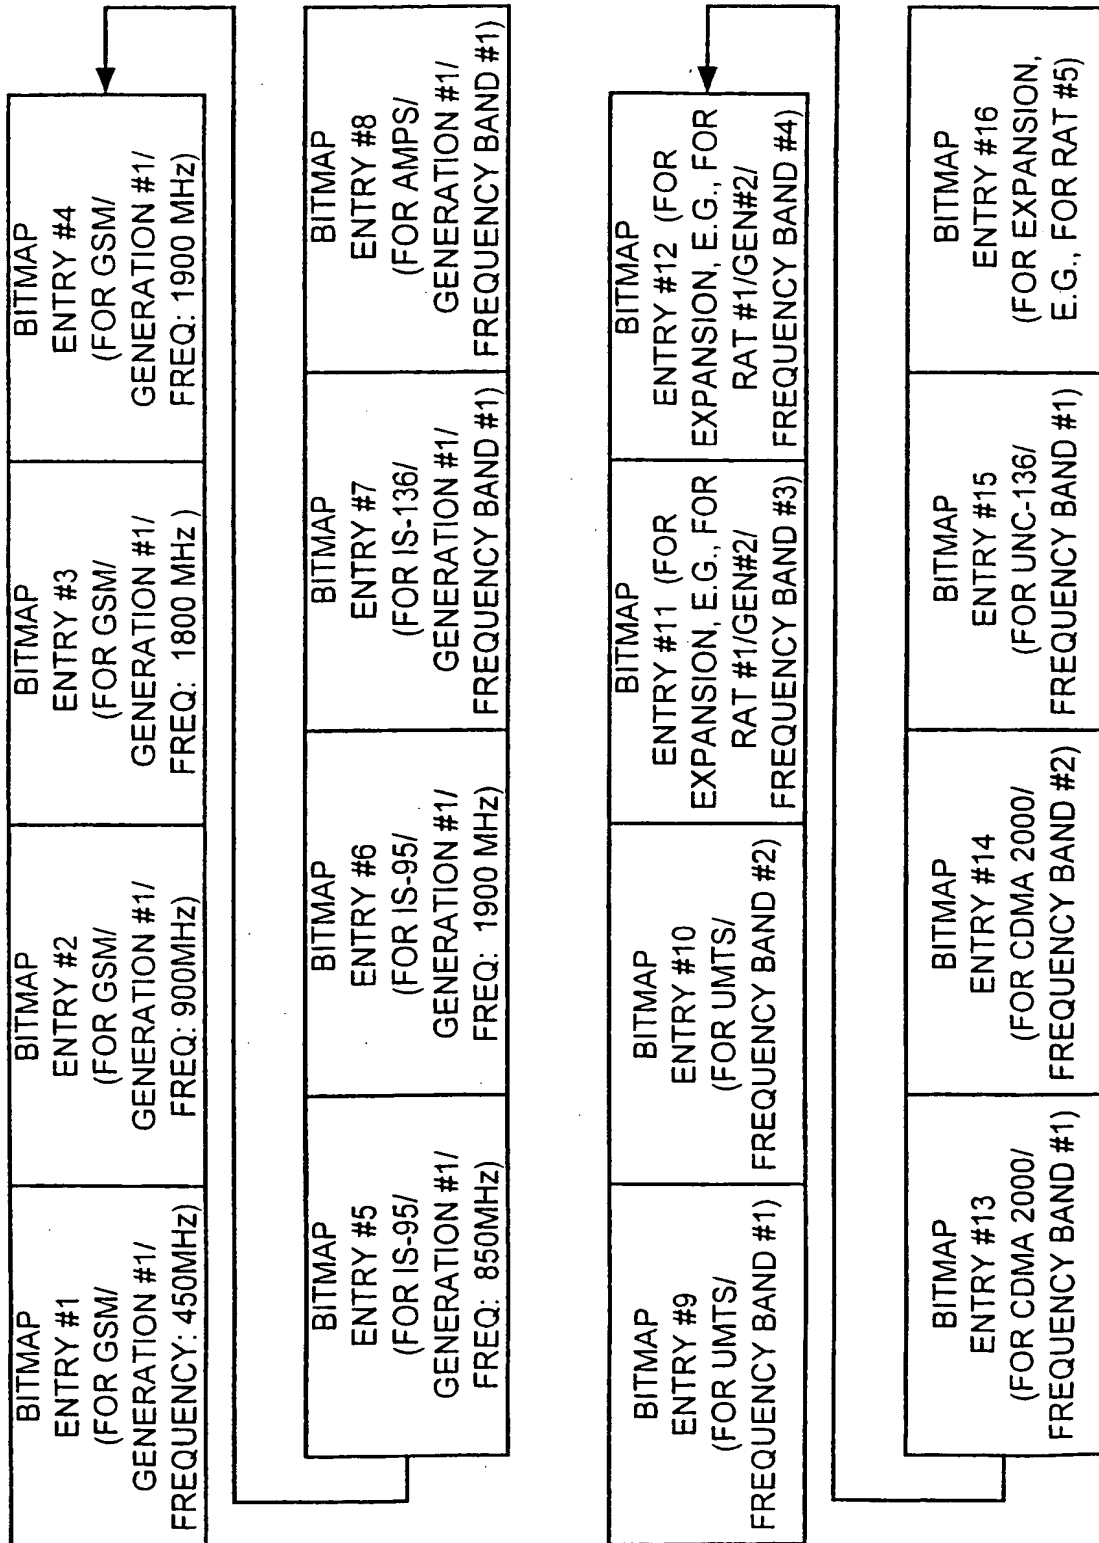 BITMAP
ENTRY #1
(FOR GSM/
GENERATION #1/
FREQUENCY: 450MHz)
BITMAP
ENTRY #2
(FOR GSM/
GENERATION #1/
FREQ: 900MHz)
BITMAP
ENTRY #3
(FOR GSM/
GENERATION #1/
FREQ: 1800 MHz )
BITMAP
ENTRY #4
(FOR GSM/
GENERATION #1/
FREQ: 1900 MHz)
BITMAP
ENTRY #5
(FOR IS-95/
GENERATION #1/
FREQ: 850MHz)
BITMAP
ENTRY #6
(FOR IS-95/
GENERATION #1/
FREQ: 1900 MHz)
BITMAP
ENTRY #7
(FOR IS-136/
GENERATION #1/
FREQUENCY BAND #1)
BITMAP
ENTRY #8
(FOR AMPS/
GENERATION #1/
FREQUENCY BAND #1)
BITMAP
ENTRY #9
(FOR UMTS/
FREQUENCY BAND #1)
BITMAP
ENTRY #10
(FOR UMTS/
FREQUENCY BAND #2)
BITMAP
ENTRY #11 (FOR
EXPANSION, E.G., FOR
RAT #1/GEN#2/
FREQUENCY BAND #3)
BITMAP
ENTRY #12 (FOR
EXPANSION, E.G., FOR
RAT #1/GEN#2/
FREQUENCY BAND #4)
BITMAP
ENTRY #13
(FOR CDMA 2000/
FREQUENCY BAND #1)
BITMAP
ENTRY #14
(FOR CDMA 2000/
FREQUENCY BAND #2)
BITMAP
ENTRY #15
(FOR UNC-136/
FREQUENCY BAND #1)
BITMAP
ENTRY #16
(FOR EXPANSION,
E.G., FOR RAT #5)